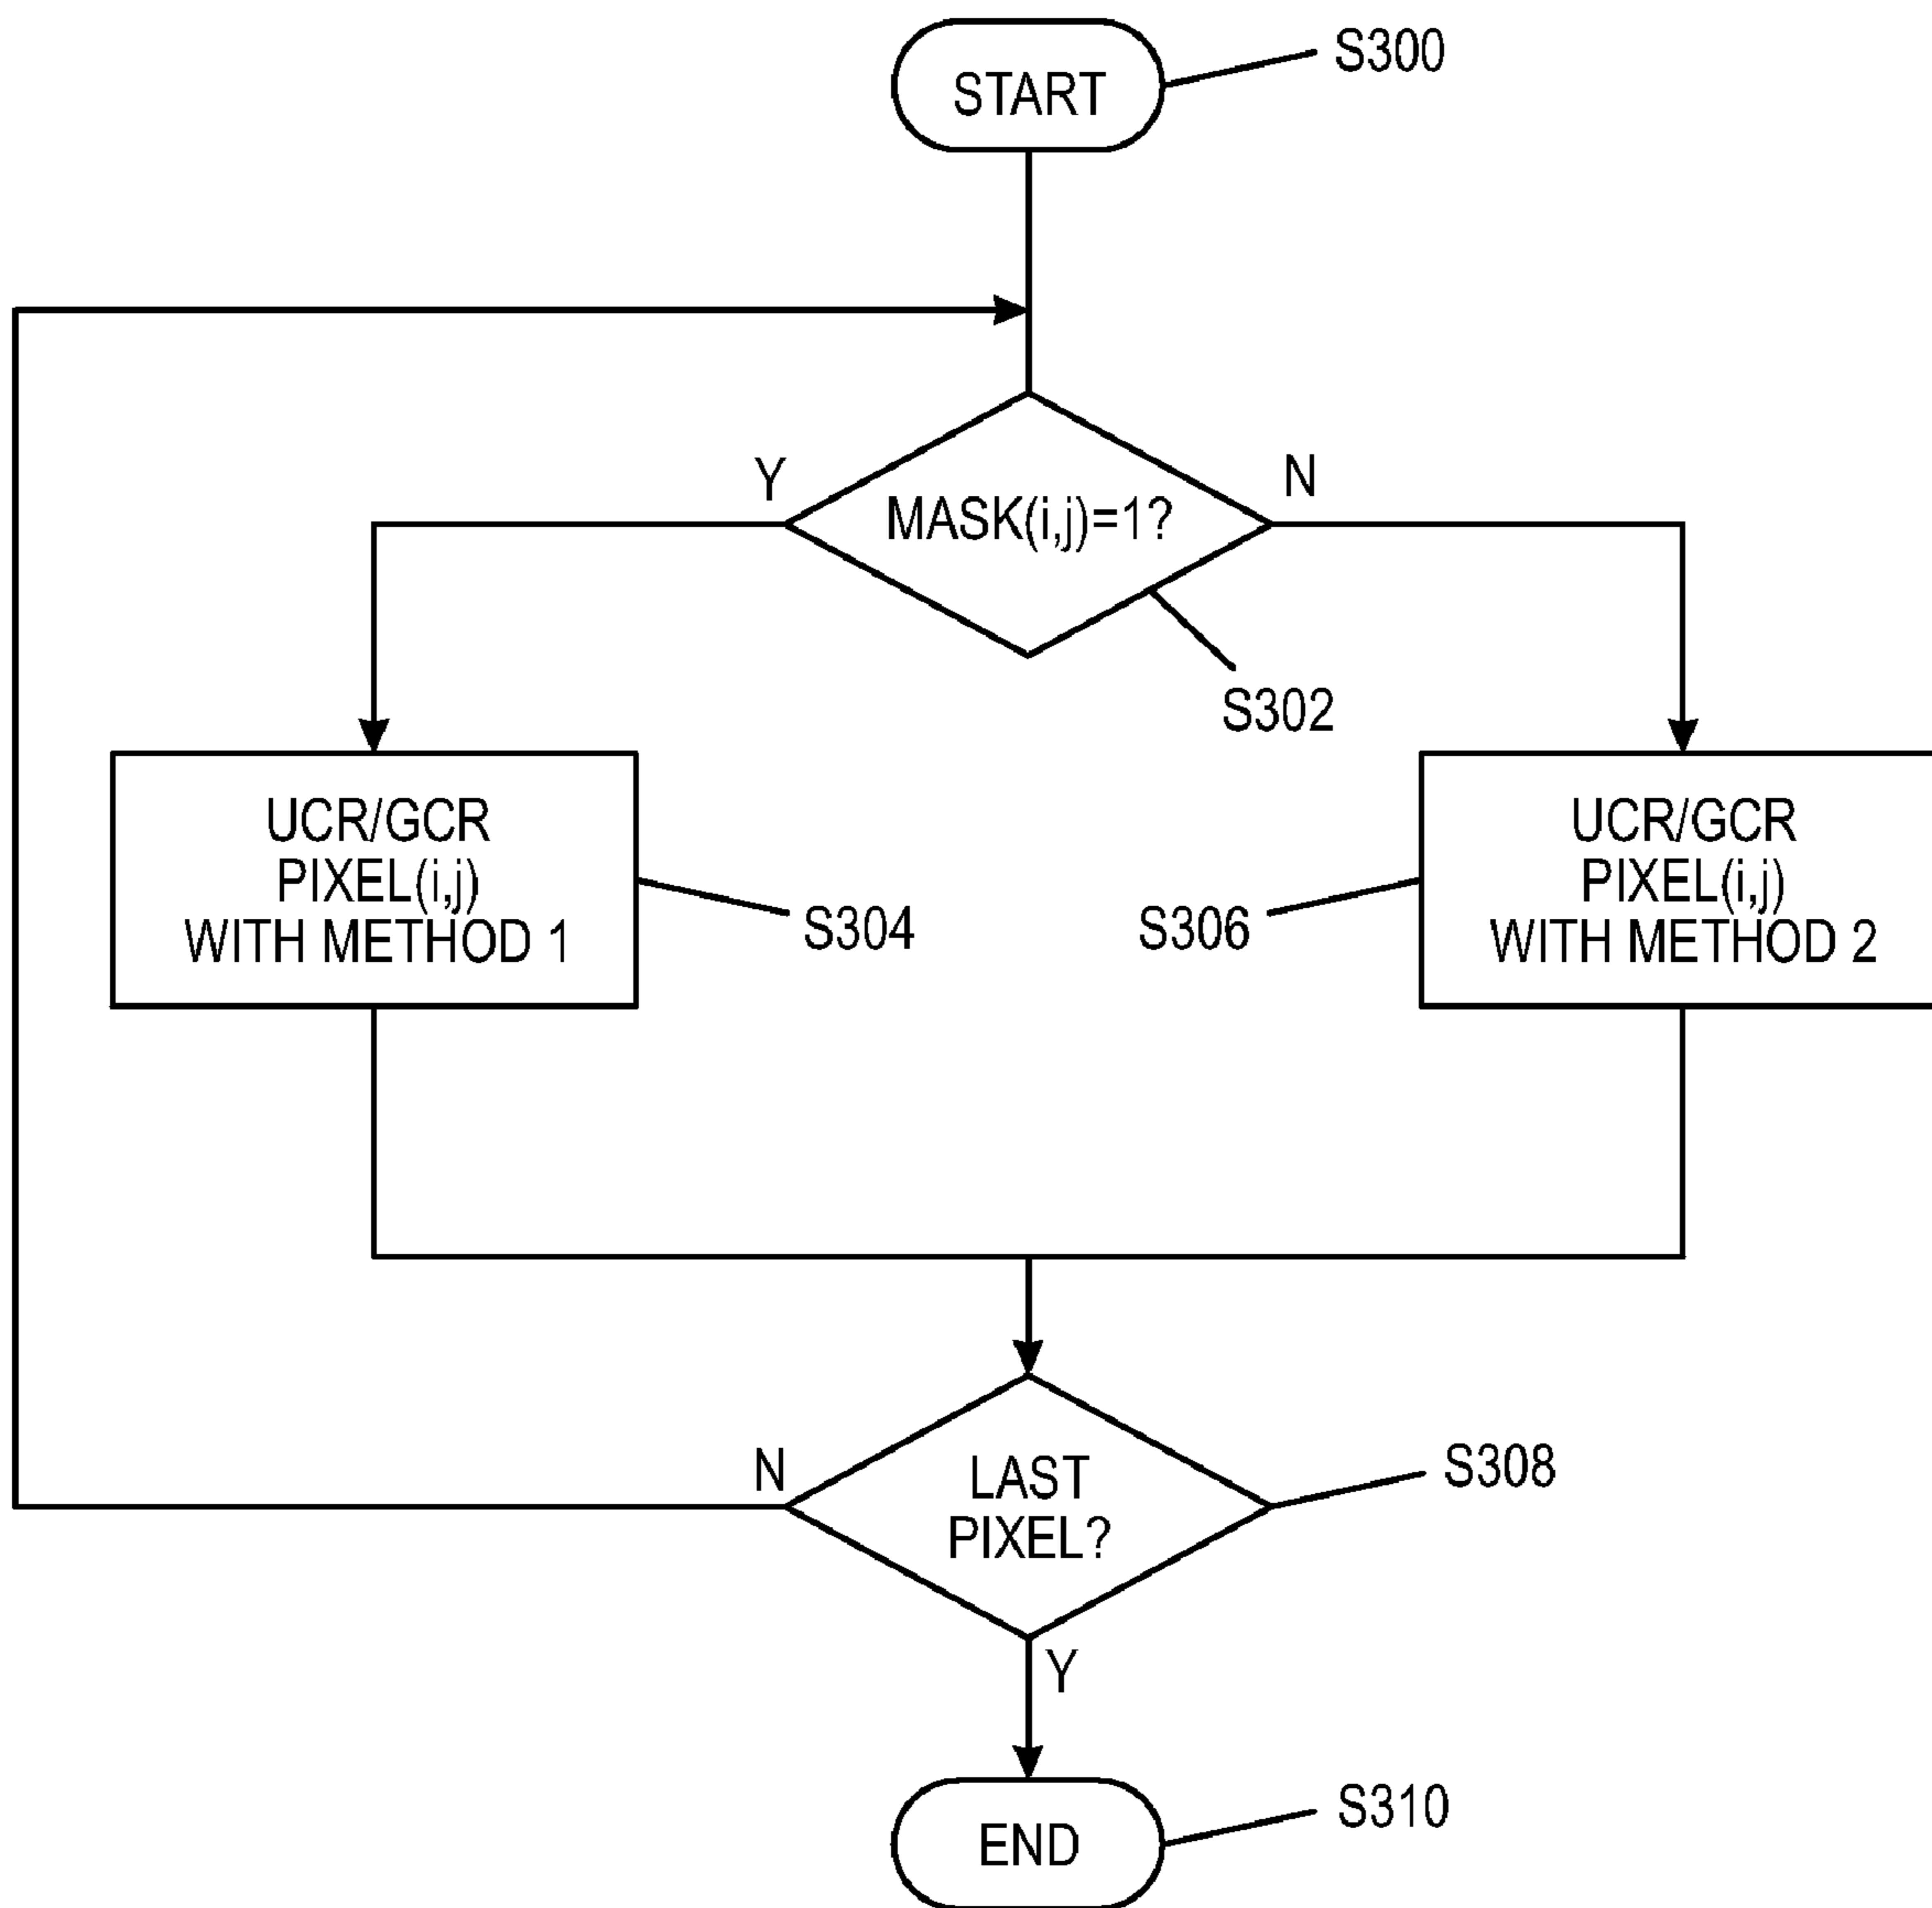 START
S300
Y
MASK(i,j)=1?
N
S302
UCR/GCR
PIXEL(i,j)
WITH METHOD 1
S304
S306
UCR/GCR
PIXEL(i,j)
WITH METHOD 2
N
LAST
PIXEL?
S308
Y
END
S310